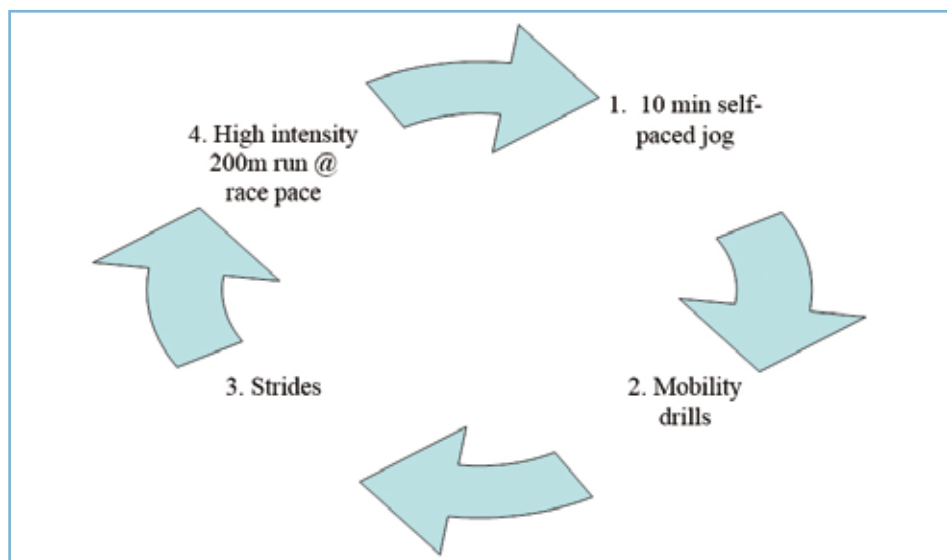 1. 10 min self-
paced jog
2. Mobility
drills
3. Strides
4. High intensity
200m run @
race pace